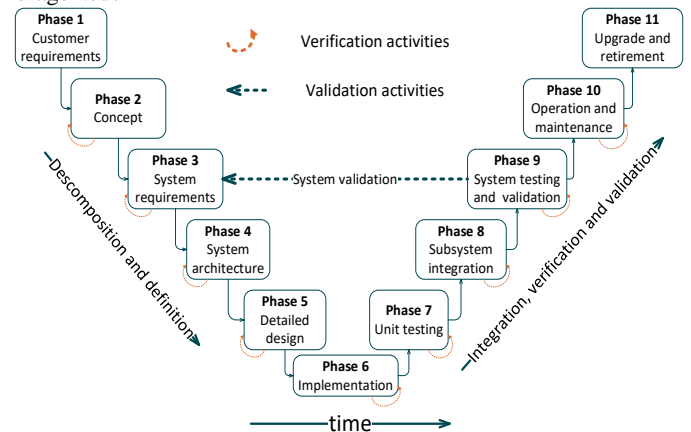 Phase 1
Customer
requirements
Verification activities
Phase 11
Upgrade and
retirement
Validation activities
Phase 2
Concept
Phase 10
Operation and
maintenance
Phase 3
System
requirements
System validation
Phase 9
System testing
and validation
Descomposition and definition
Phase 4
System
architecture
Phase 8
Subsystem
integration
Integration, verification and validation
Phase 5
Detailed
design
Phase 7
Unit testing
Phase 6
Implementation
time